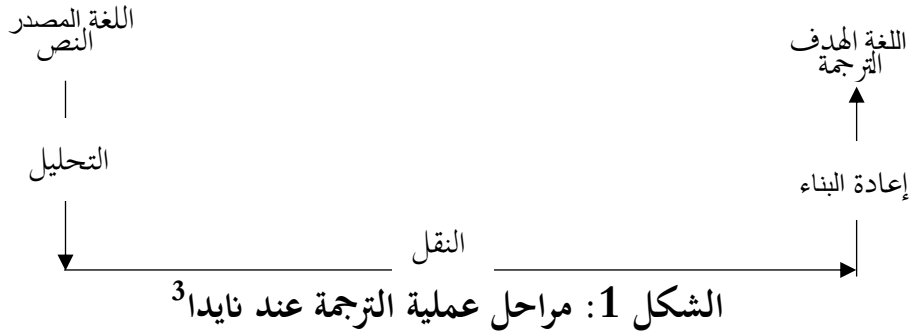 اللغة المصدر
النص
اللغة الهدف
الترجمة
التحليل
إعادة البناء
النقل
الشكل 1: مراحل عملية الترجمة عند نايدا³